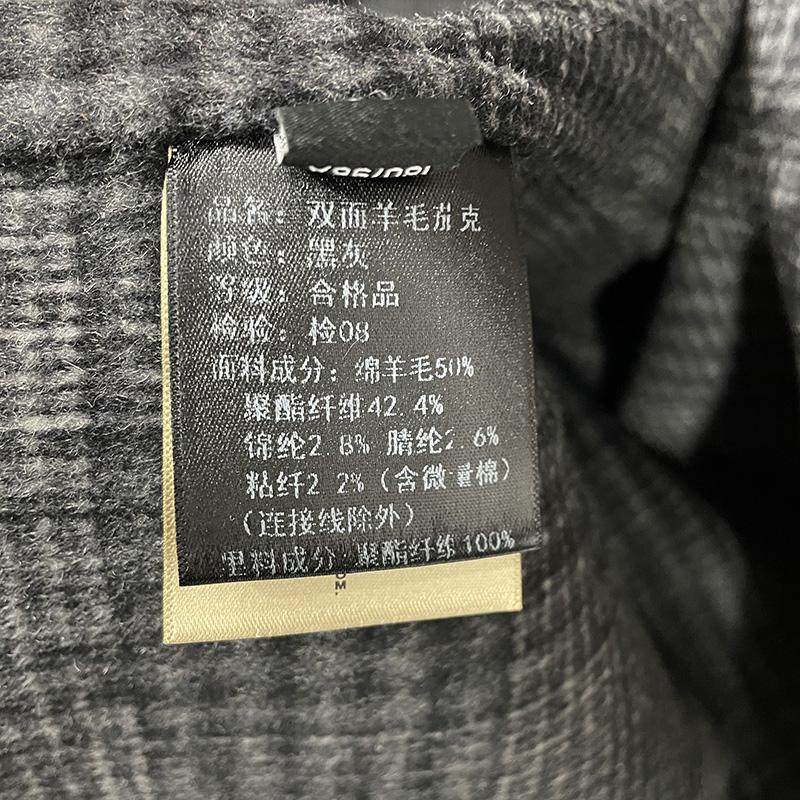 品名：双面羊毛茄克
颜色：黑灰
等级：合格品
检验：检08
面料成分：绵羊毛50%
聚酯纤维42.4%
锦纶2.8% 腈纶2.6%
粘纤2.2%（含微量棉）
（连接线除外）
里料成分 聚酯纤维100%